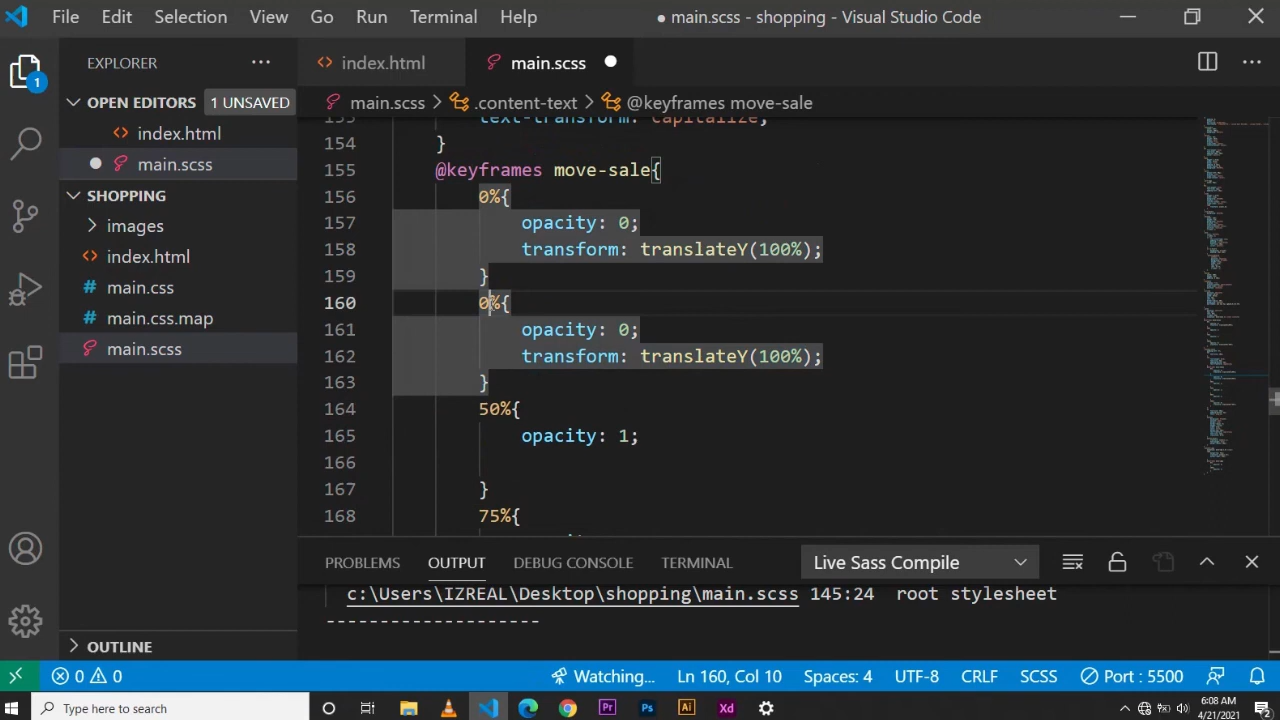 File Edit Selection View Go Run Terminal Help ● main.scss - shopping - Visual Studio Code
EXPLORER
index.html
main.scss
main.scss > .content-text > @keyframes move-sale
OPEN EDITORS 1 UNSAVED
index.html
main.scss
SHOPPING
images
index.html
main.css
main.css.map
main.scss
OUTLINE
153 text-transform: capitalize;
154 }
155 @keyframes move-sale{
156 0%{
157 opacity: 0;
158 transform: translateY(100%);
159 }
160 0%{
161 opacity: 0;
162 transform: translateY(100%);
163 }
164 50%{
165 opacity: 1;
166
167 }
168 75%{
PROBLEMS OUTPUT DEBUG CONSOLE TERMINAL Live Sass Compile
c:\Users\IZREAL\Desktop\shopping\main.scss 145:24 root stylesheet
-------------------
0 0 Watching... Ln 160, Col 10 Spaces: 4 UTF-8 CRLF SCSS Port : 5500
Type here to search
6:08 AM
4/21/2021